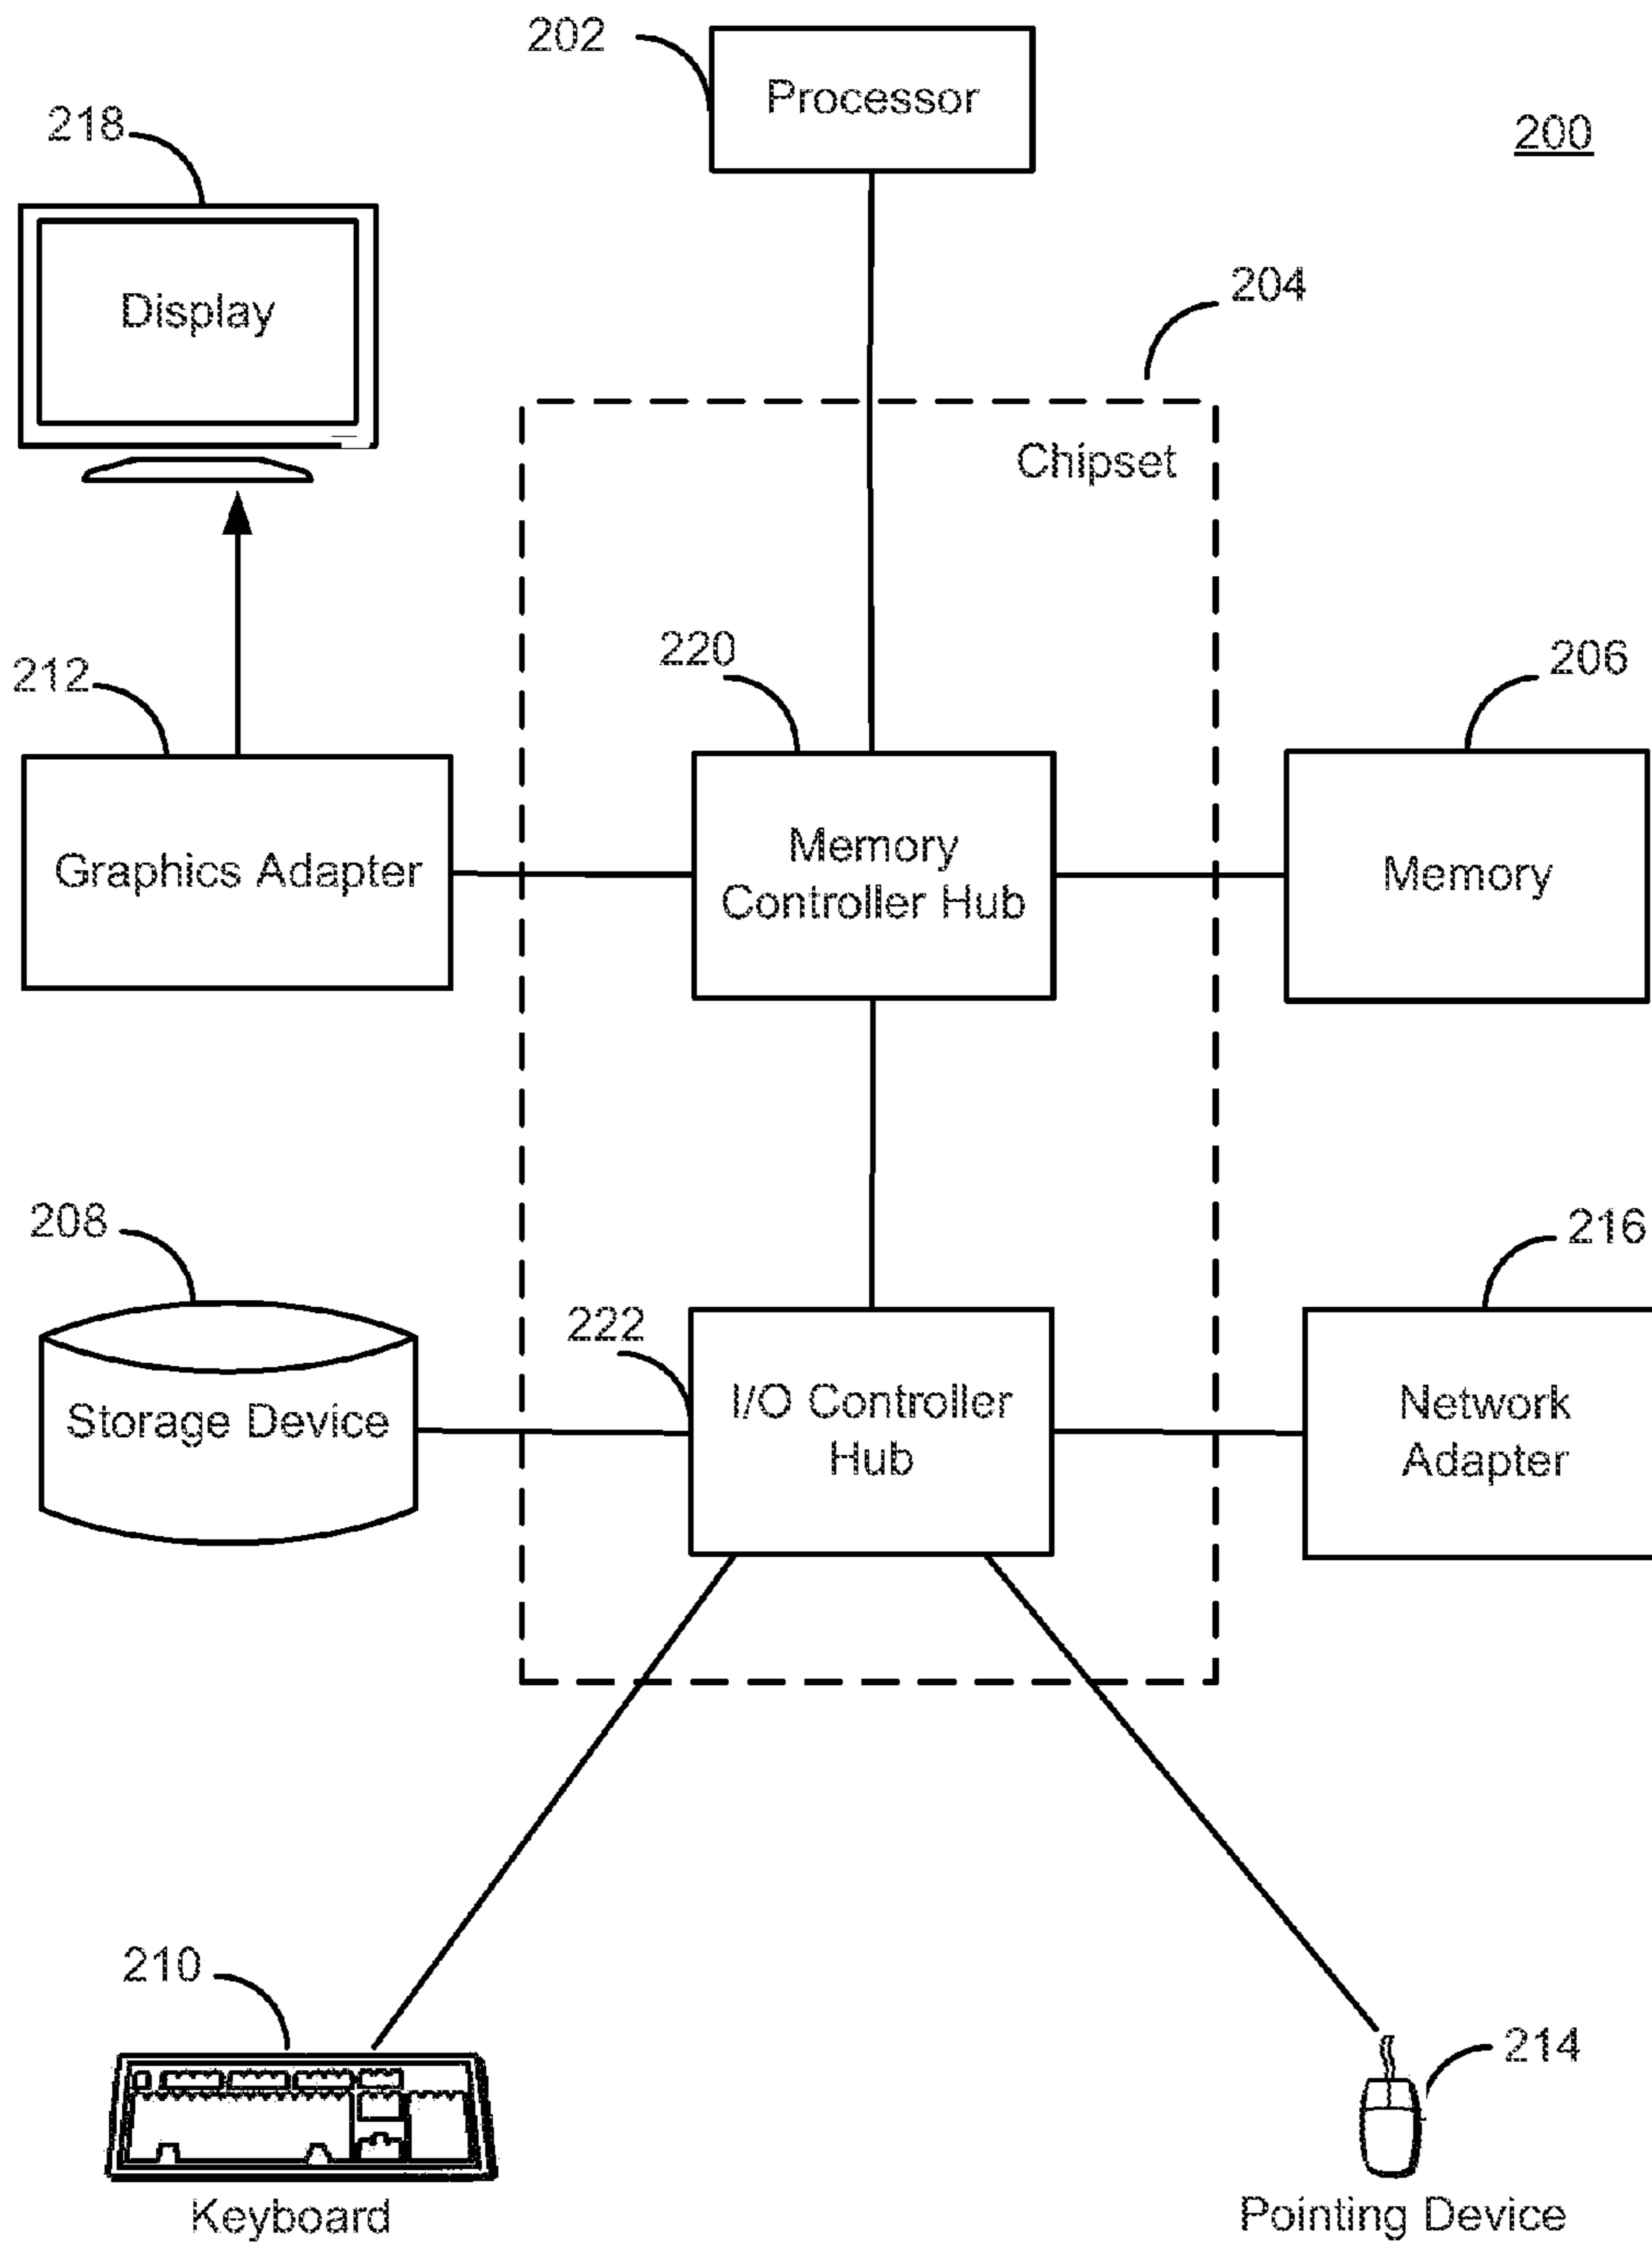 202
Processor
200
218
Display
204
Chipset
220
206
212
Graphics Adapter
Memory
Controller Hub
Memory
208
216
222
Storage Device
I/O Controller
Hub
Network
Adapter
210
214
Keyboard
Pointing Device